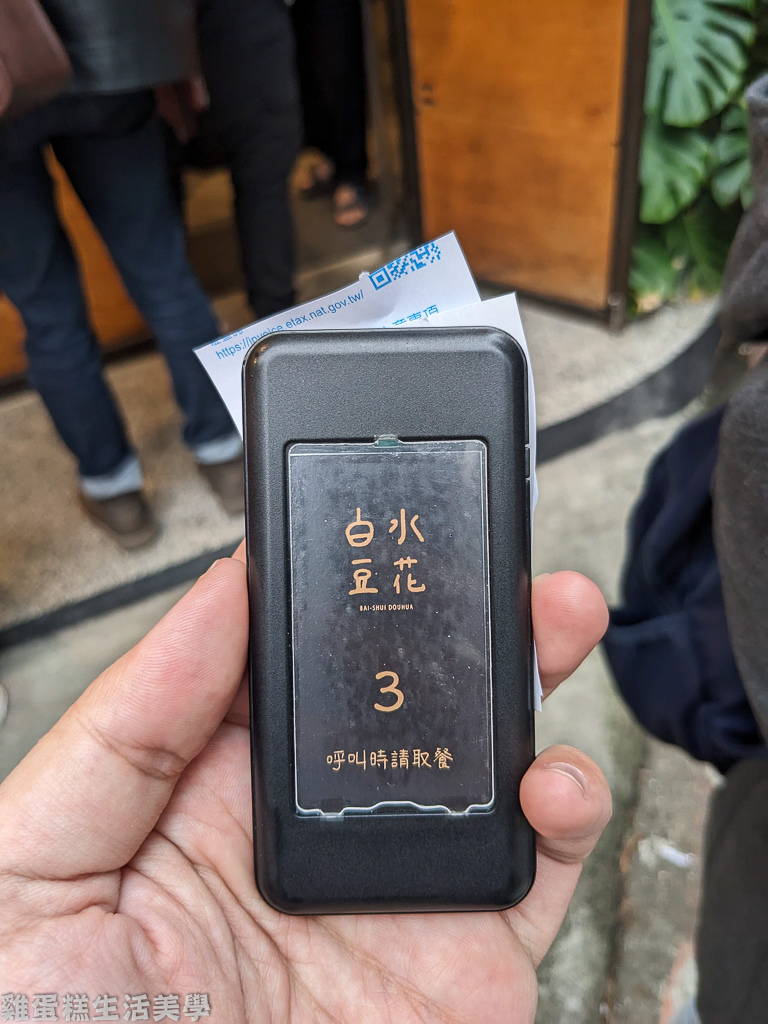 https://invoice.etax.nat.gov.tw/
白水
豆花
BAI-SHUI DOUHUA
3
呼叫時請取餐
雞蛋糕生活美學